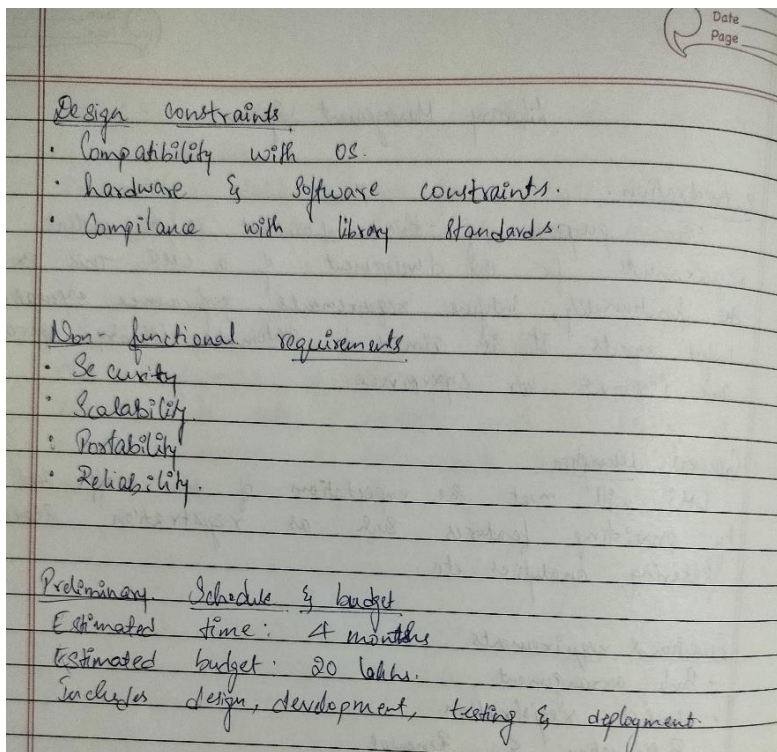 Date
Page
Design constraints
• Compatibility with OS.
• hardware & Software constraints.
• Compilance with library standards.
Non-functional requirements
• Security
• Scalability
• Portability
• Reliability.
Preliminary Schedule & budget
Estimated time: 4 months
Estimated budget: 20 lakhs.
Includes design, development, testing & deployment.